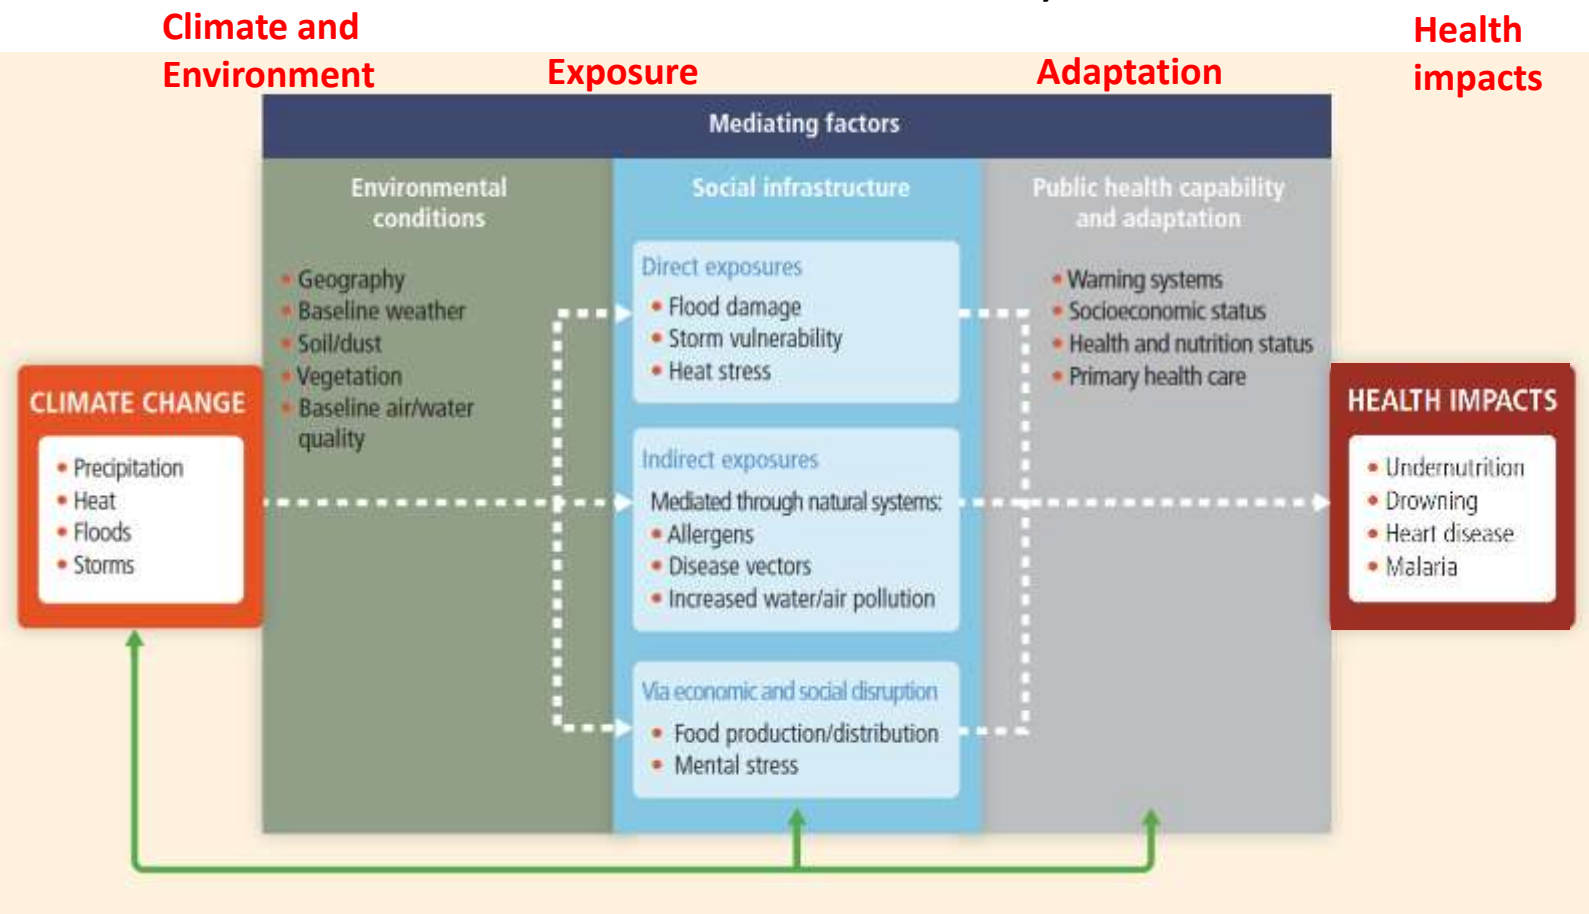 Climate and
Environment
Exposure
Adaptation
Health
impacts
Mediating factors
Environmental
conditions
• Geography
• Baseline weather
• Soil/dust
• Vegetation
• Baseline air/water
quality
Social infrastructure
Direct exposures
• Flood damage
• Storm vulnerability
• Heat stress
Indirect exposures
Mediated through natural systems:
• Allergens
• Disease vectors
• Increased water/air pollution
Via economic and social disruption
• Food production/distribution
• Mental stress
Public health capability
and adaptation
• Warning systems
• Socioeconomic status
• Health and nutrition status
• Primary health care
CLIMATE CHANGE
• Precipitation
• Heat
• Floods
• Storms
HEALTH IMPACTS
• Undernutrition
• Drowning
• Heart disease
• Malaria